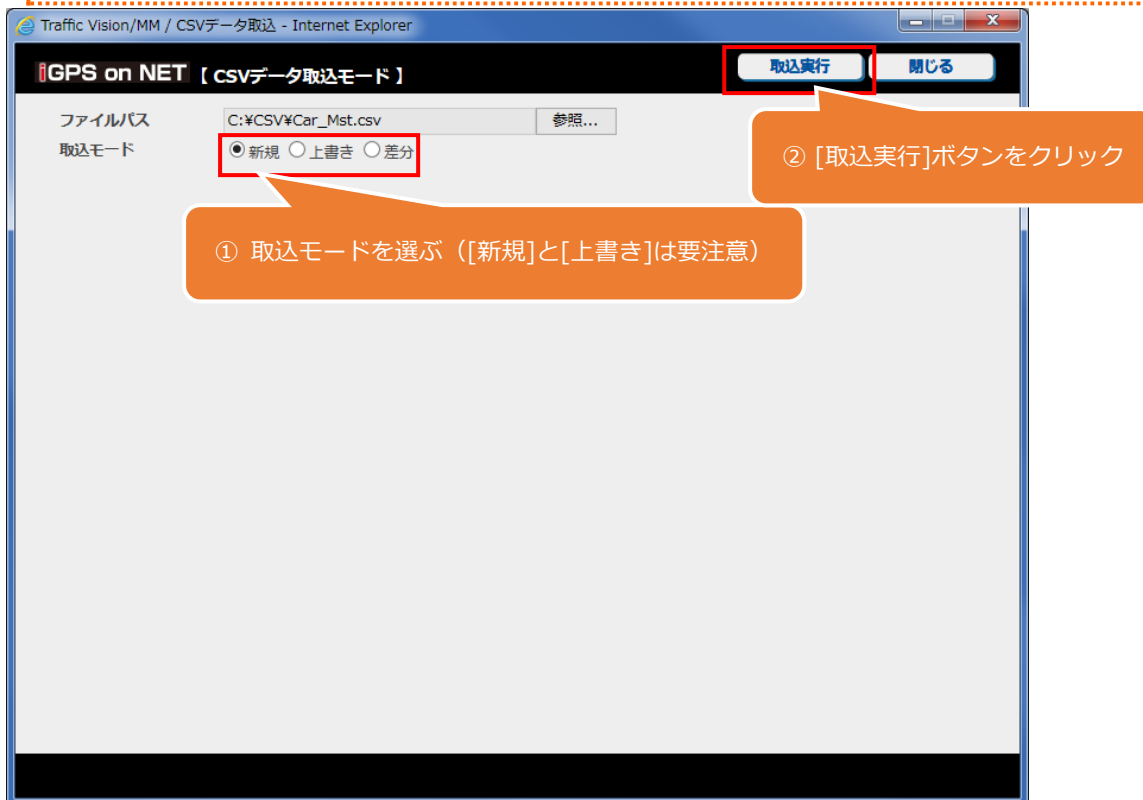 Traffic Vision/MM / CSVデータ取込 - Internet Explorer
iGPS on NET 【 CSVデータ取込モード 】 取込実行 閉じる
ファイルパス C:¥CSV¥Car_Mst.csv 参照...
取込モード 新規 上書き 差分
② [取込実行]ボタンをクリック
① 取込モードを選ぶ（[新規]と[上書き]は要注意）